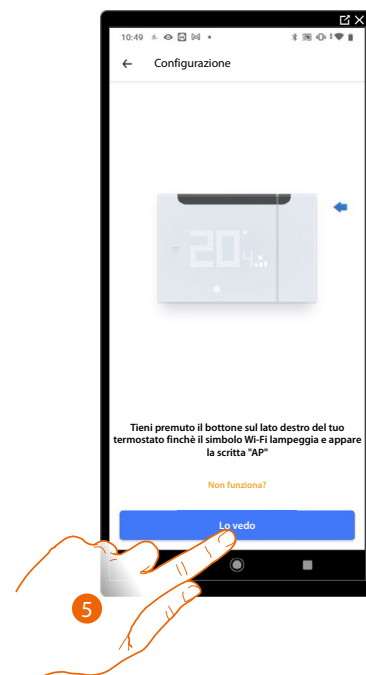 10:49
Configurazione
20
4
Tieni premuto il bottone sul lato destro del tuo
termostato finchè il simbolo Wi-Fi lampeggia e appare
la scritta "AP"
Non funziona?
Lo vedo
5